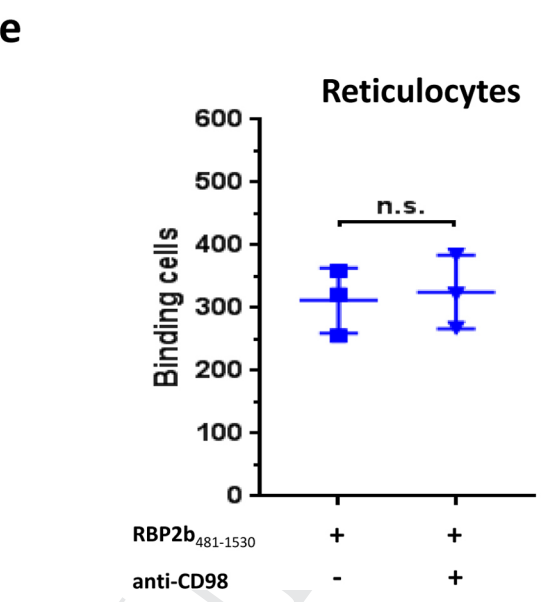 e
Reticulocytes
600
500
400
300
200
100
0
Binding cells
n.s.
RBP2b481-1530 + +
anti-CD98 - +